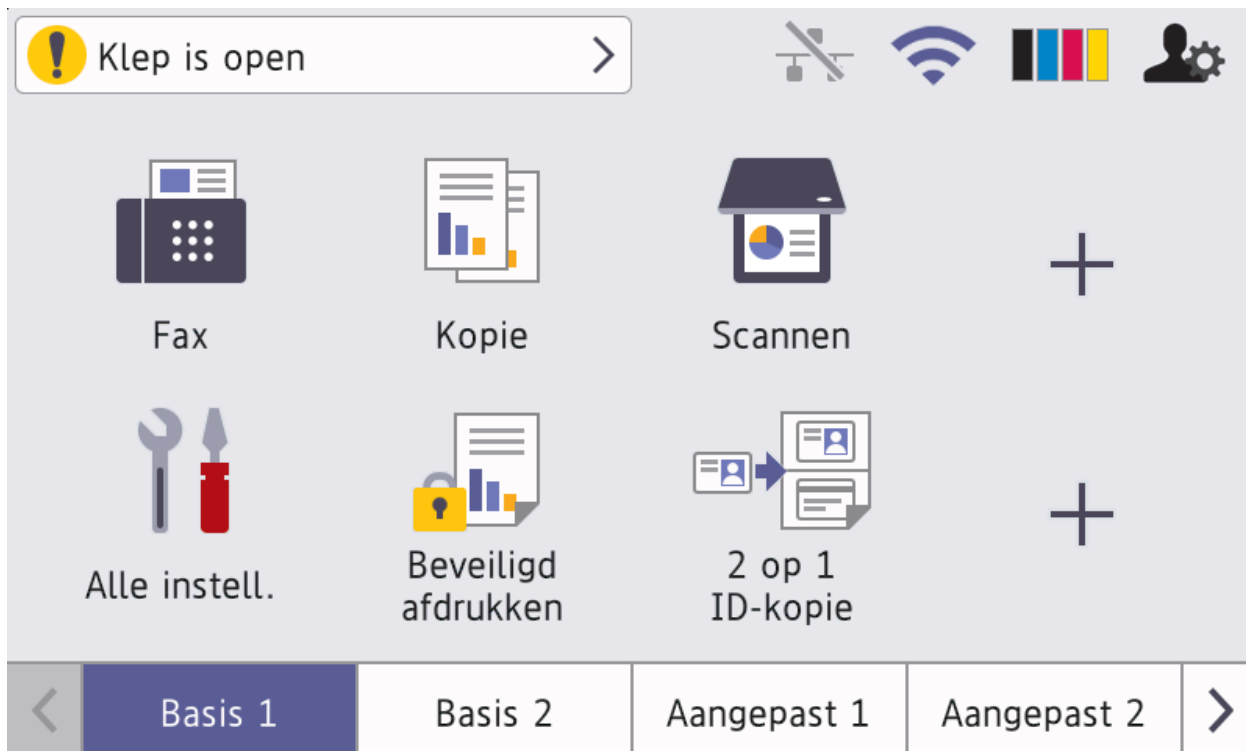 Klep is open
Fax
Kopie
Scannen
Alle instell.
Beveiligd
afdrukken
2 op 1
ID-kopie
Basis 1
Basis 2
Aangepast 1
Aangepast 2